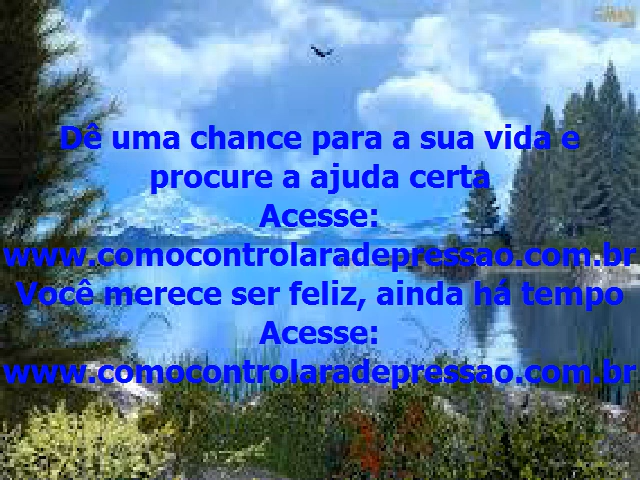 Dê uma chance para a sua vida e
procure a ajuda certa
Acesse:
www.comocontrolaradepressao.com.br
Você merece ser feliz, ainda há tempo
Acesse:
www.comocontrolaradepressao.com.br